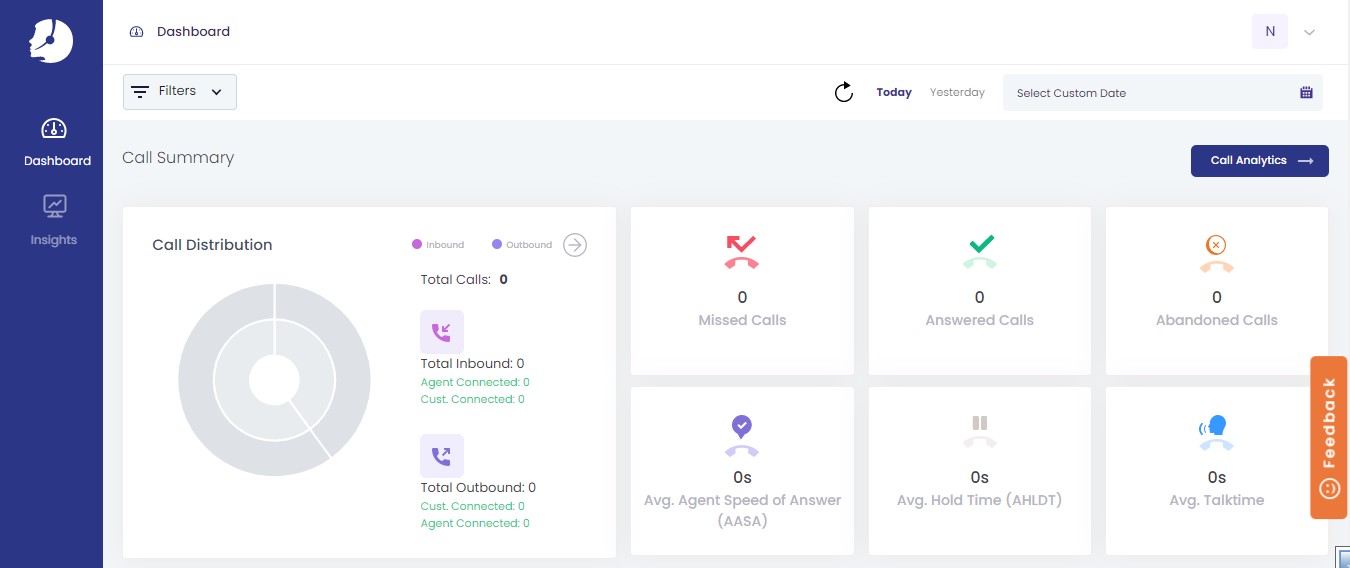 Dashboard
N
Filters
Today
Yesterday
Select Custom Date
Dashboard
Insights
Call Summary
Call Analytics
Call Distribution
Inbound
Outbound
Total Calls: 0
Total Inbound: 0
Agent Connected: 0
Cust. Connected: 0
Total Outbound: 0
Cust. Connected: 0
Agent Connected: 0
0
Missed Calls
0
Answered Calls
0
Abandoned Calls
0s
Avg. Agent Speed of Answer
(AASA)
0s
Avg. Hold Time (AHLDT)
0s
Avg. Talktime
Feedback